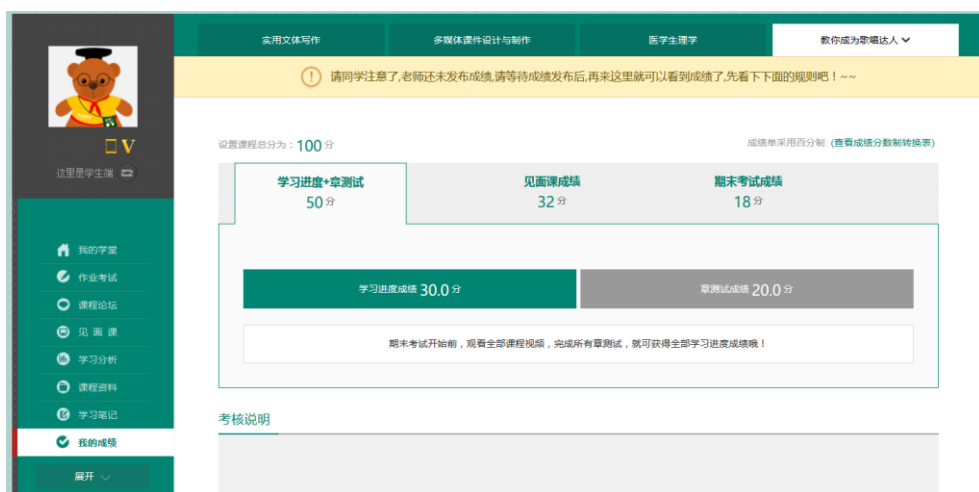 实用文体写作
多媒体课件设计与制作
医学生理学
教你成为歌唱达人
请同学注意了,老师还未发布成绩,请等待成绩发布后,再来这里就可以看到成绩了,先看下下面的规则吧！~~
V
这里是学生端
设置课程总分为：100 分
成绩单采用百分制 (查看成绩分数制转换表)
学习进度+章测试
50 分
见面课成绩
32 分
期末考试成绩
18 分
我的学堂
作业考试
课程论坛
见面课
学习分析
课程资料
学习笔记
我的成绩
展开
学习进度成绩 30.0 分
章测试成绩 20.0 分
期末考试开始前，观看全部课程视频，完成所有章测试，就可获得全部学习进度成绩哦！
考核说明